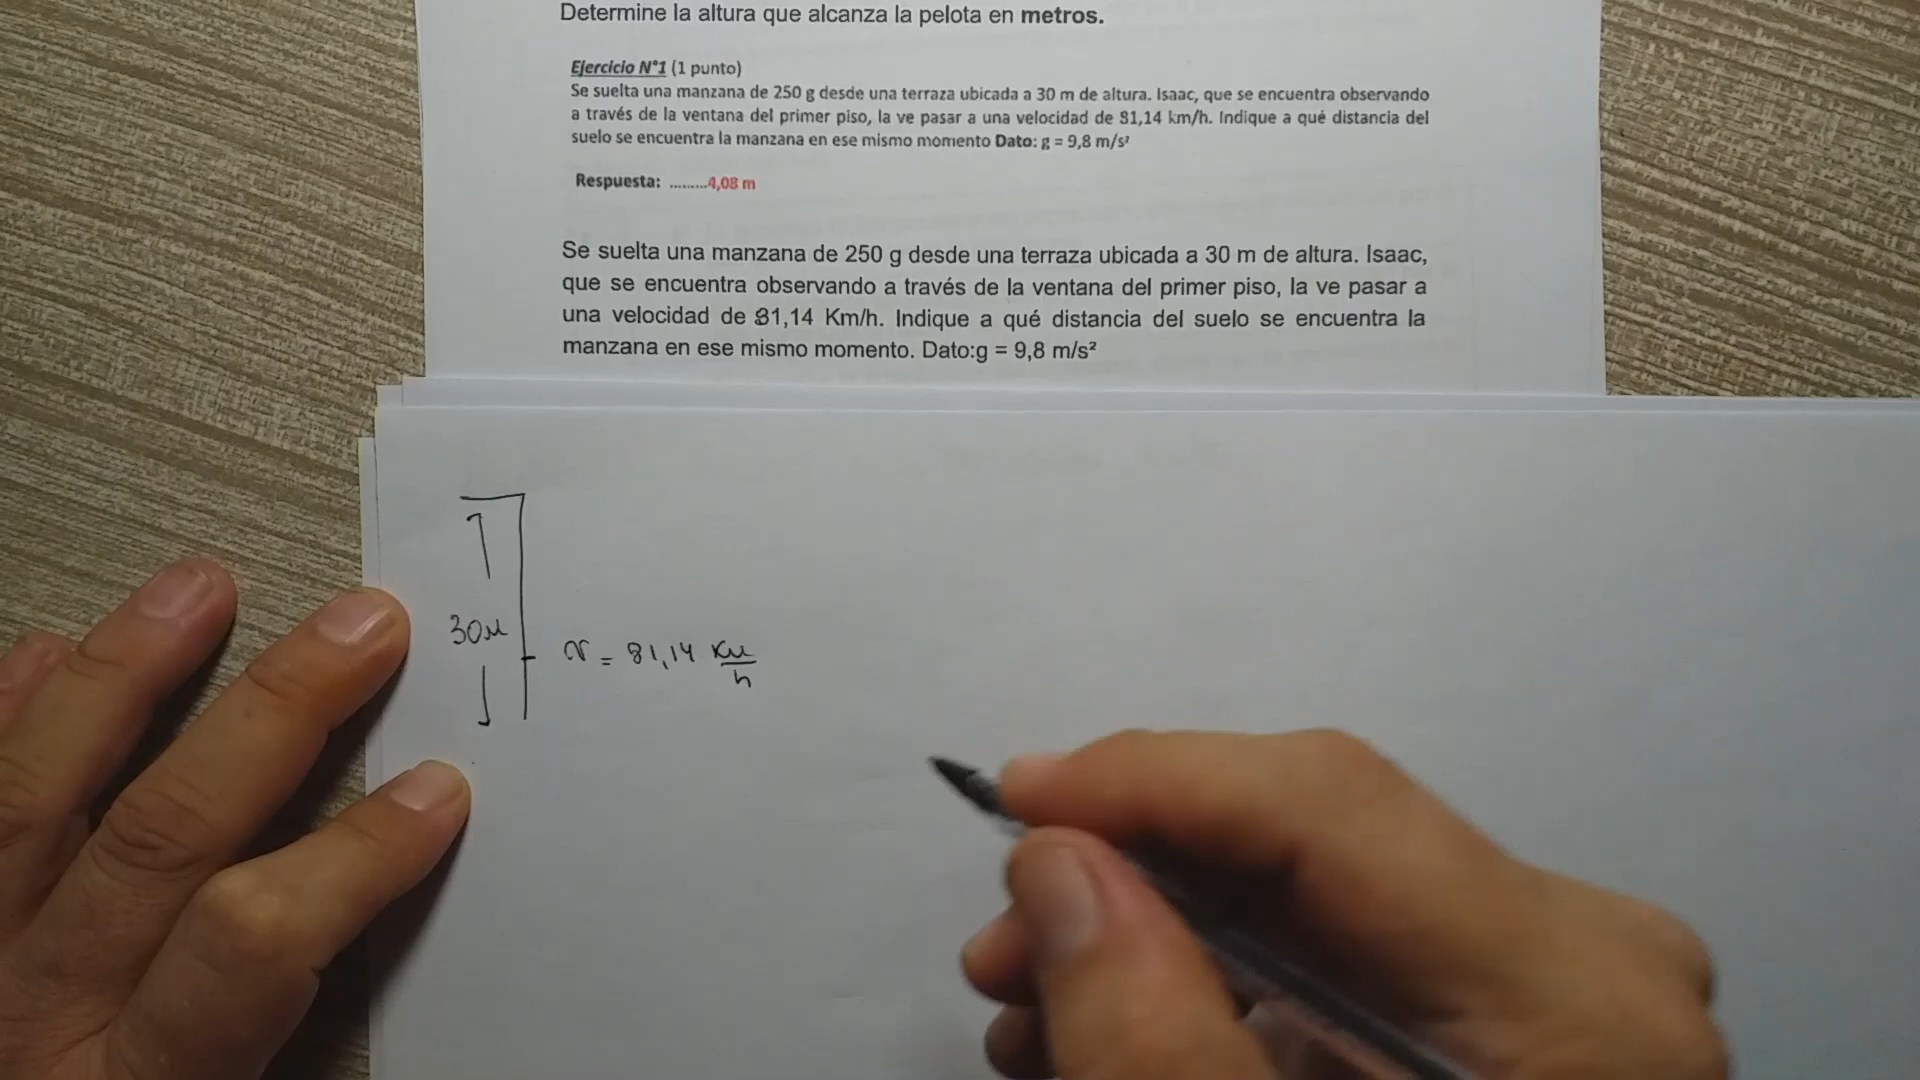 Determine la altura que alcanza la pelota en metros.
Ejercicio N°1 (1 punto)
Se suelta una manzana de 250 g desde una terraza ubicada a 30 m de altura. Isaac, que se encuentra observando
a través de la ventana del primer piso, la ve pasar a una velocidad de 81,14 km/h. Indique a qué distancia del
suelo se encuentra la manzana en ese mismo momento Dato: g = 9,8 m/s²
Respuesta: .........4,08 m
Se suelta una manzana de 250 g desde una terraza ubicada a 30 m de altura. Isaac,
que se encuentra observando a través de la ventana del primer piso, la ve pasar a
una velocidad de 81,14 Km/h. Indique a qué distancia del suelo se encuentra la
manzana en ese mismo momento. Dato:g = 9,8 m/s²
30m
v = 81,14 Km/h